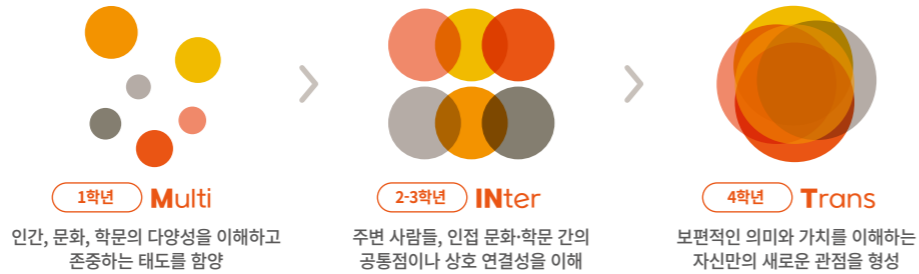 1학년 Multi
인간, 문화, 학문의 다양성을 이해하고
존중하는 태도를 함양
2-3학년 INter
주변 사람들, 인접 문화·학문 간의
공통점이나 상호 연결성을 이해
4학년 Trans
보편적인 의미와 가치를 이해하는
자신만의 새로운 관점을 형성